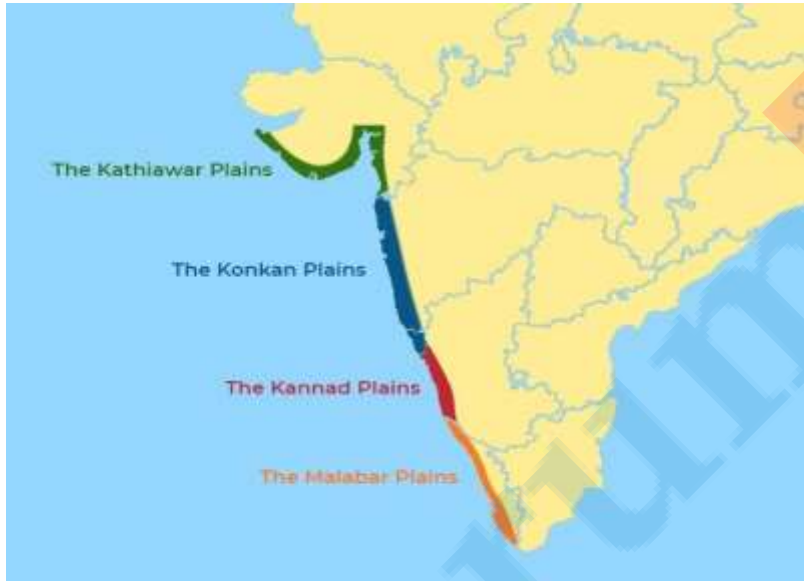 The Kathiawar Plains
The Konkan Plains
The Kannad Plains
The Malabar Plains